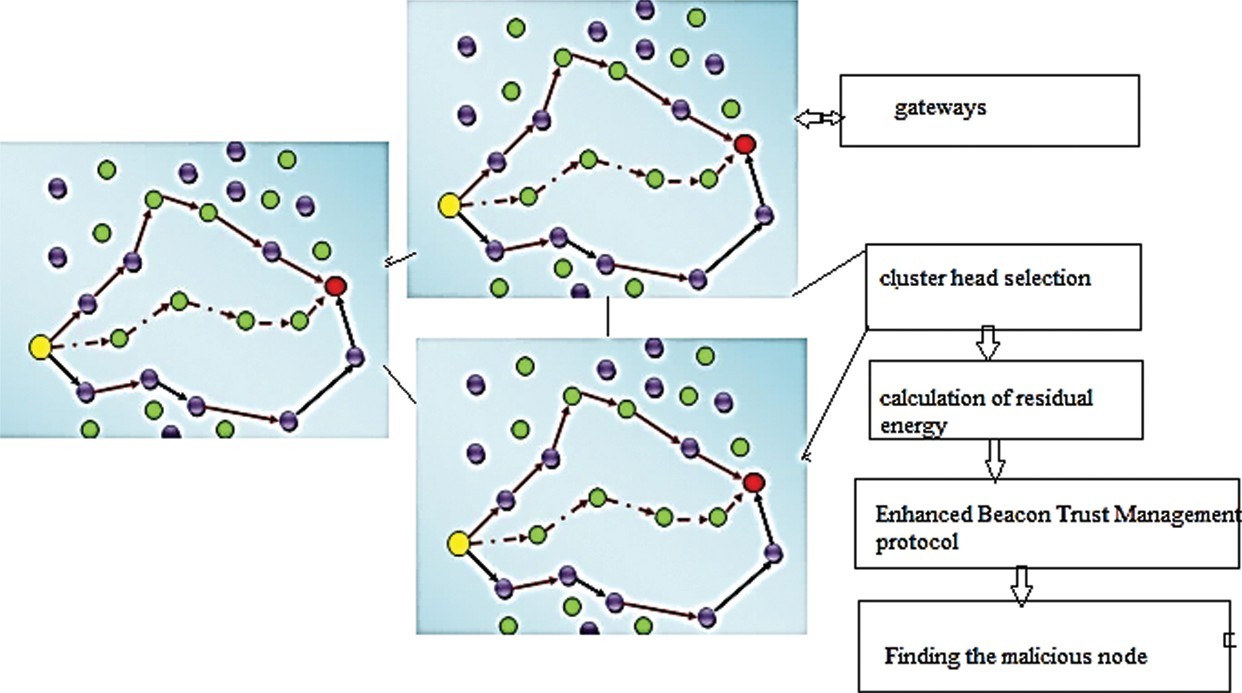 gateways
cluster head selection
calculation of residual
energy
Enhanced Beacon Trust Management
protocol
Finding the malicious node